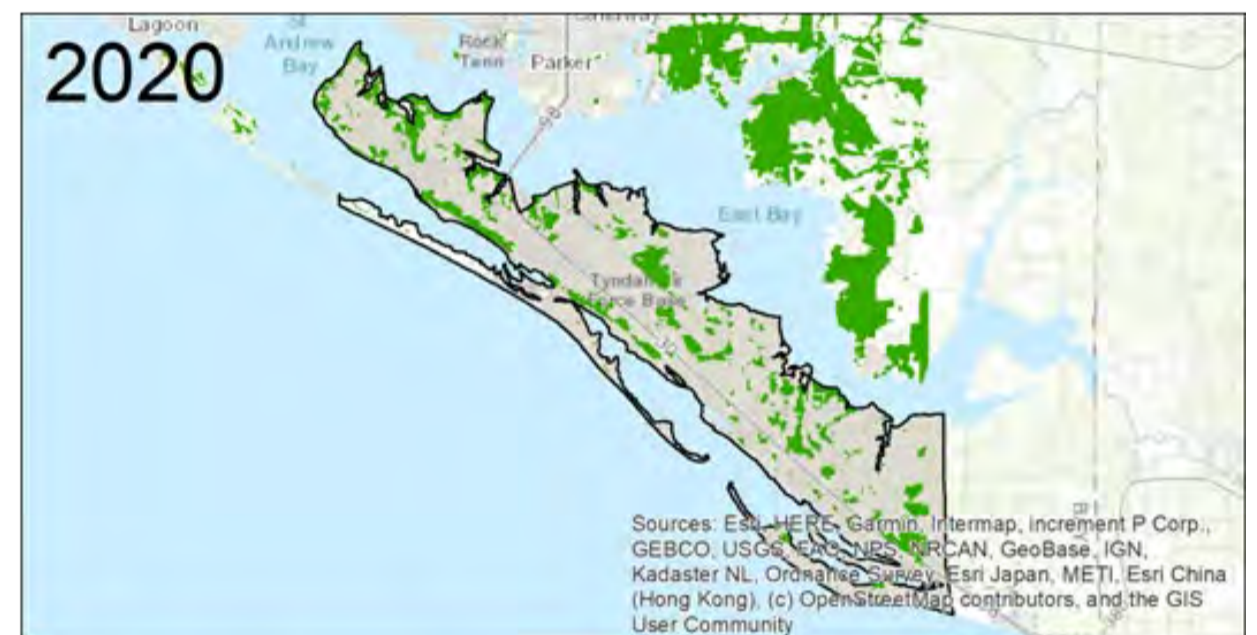 Lagoon
St
Andrew
Bay
2020
Rock
Tenn
Parker
98
East Bay
Tyndall
Force Base
30
Sources: Esri, HERE, Garmin, Intermap, increment P Corp.,
GEBCO, USGS, FAO, NPS, NRCAN, GeoBase, IGN,
Kadaster NL, Ordnance Survey, Esri Japan, METI, Esri China
(Hong Kong), (c) OpenStreetMap contributors, and the GIS
User Community
98